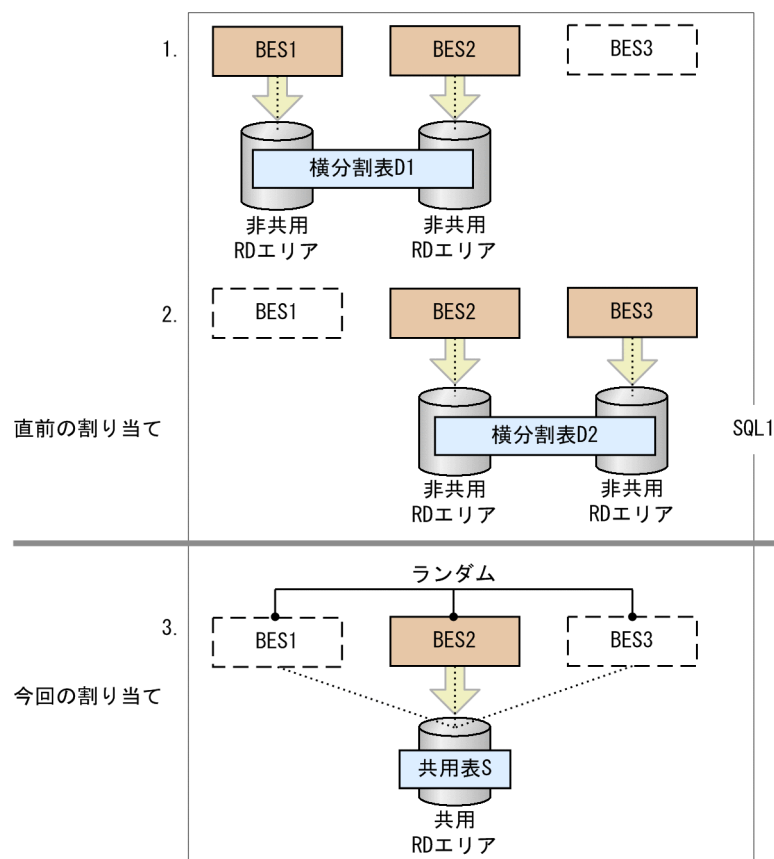 1.
BES1
BES2
BES3
横分割表D1
非共用
RDエリア
非共用
RDエリア
2.
BES1
BES2
BES3
直前の割り当て
横分割表D2
SQL1
非共用
RDエリア
非共用
RDエリア
ランダム
3.
BES1
BES2
BES3
今回の割り当て
共用表S
共用
RDエリア